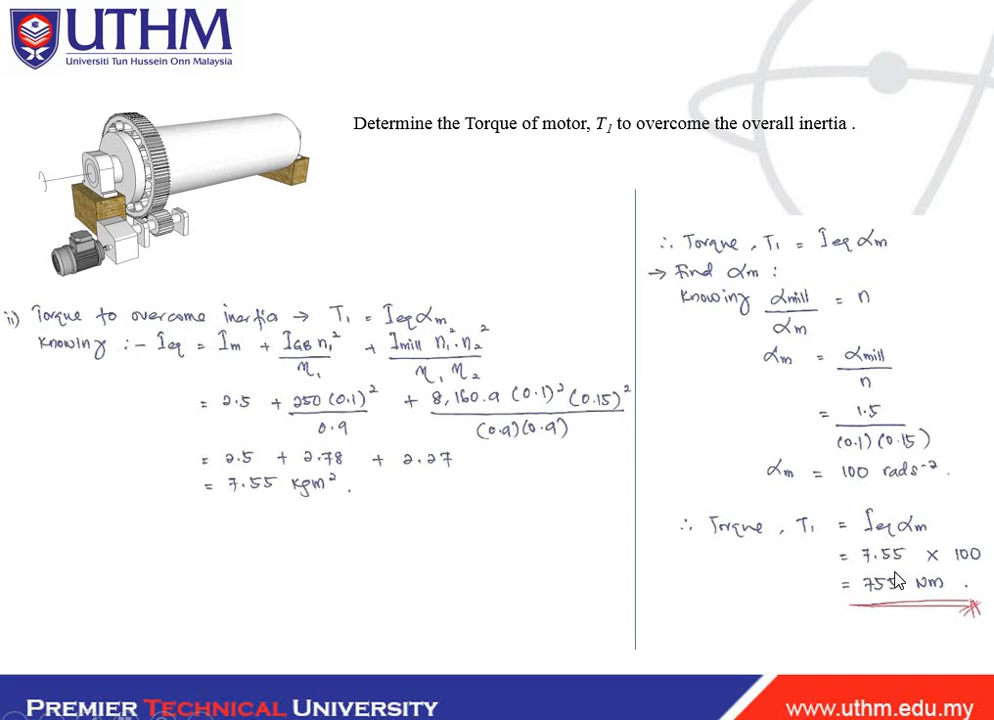 UTHM
Universiti Tun Hussein Onn Malaysia
Determine the Torque of motor, T₁ to overcome the overall inertia .
ii) Torque to overcome inertia → T₁ = Ieq αm
Knowing :- Ieq = Im + IGB n₁²/η₁ + Imill n₁²·n₂²/η₁ η₂
= 2.5 + 250 (0.1)²/0.9 + 8,160.9 (0.1)² (0.15)²/(0.9)(0.9)
= 2.5 + 2.78 + 2.27
= 7.55 kgm² .
∴ Torque, T₁ = Ieq αm
→ Find αm :
Knowing αmill/αm = n
αm = αmill/n
= 1.5/(0.1)(0.15)
αm = 100 rads⁻² .
∴ Torque, T₁ = Ieq αm
= 7.55 × 100
= 755 Nm .
PREMIER TECHNICAL UNIVERSITY
www.uthm.edu.my